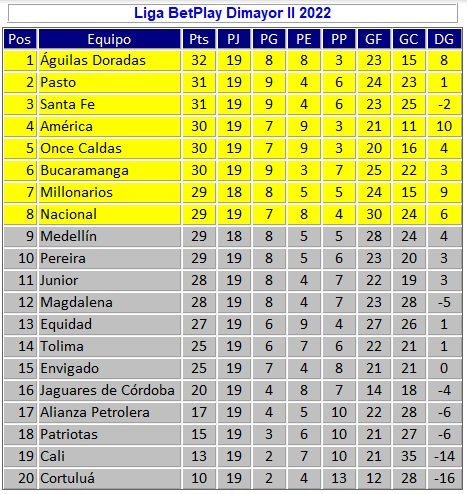 Liga BetPlay Dimayor II 2022
Pos Equipo Pts PJ PG PE PP GF GC DG
1 Águilas Doradas 32 19 8 8 3 23 15 8
2 Pasto 31 19 9 4 6 24 23 1
3 Santa Fe 31 19 9 4 6 23 25 -2
4 América 30 19 7 9 3 21 11 10
5 Once Caldas 30 19 7 9 3 20 16 4
6 Bucaramanga 30 19 9 3 7 25 22 3
7 Millonarios 29 18 8 5 5 24 15 9
8 Nacional 29 19 7 8 4 30 24 6
9 Medellín 29 18 8 5 5 28 24 4
10 Pereira 29 19 8 5 6 23 20 3
11 Junior 28 19 8 4 7 22 19 3
12 Magdalena 28 19 8 4 7 23 28 -5
13 Equidad 27 19 6 9 4 27 26 1
14 Tolima 25 19 6 7 6 22 21 1
15 Envigado 25 19 7 4 8 21 21 0
16 Jaguares de Córdoba 20 19 4 8 7 14 18 -4
17 Alianza Petrolera 17 19 4 5 10 22 28 -6
18 Patriotas 15 19 3 6 10 21 27 -6
19 Cali 13 19 2 7 10 21 35 -14
20 Cortuluá 10 19 2 4 13 12 28 -16